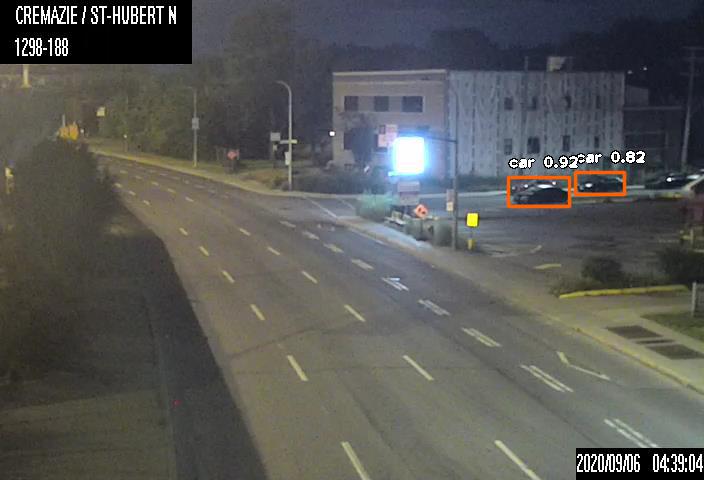 CREMAZIE / ST-HUBERT N
1298-188
car 0.92
car 0.82
2020/09/06 04:39:04